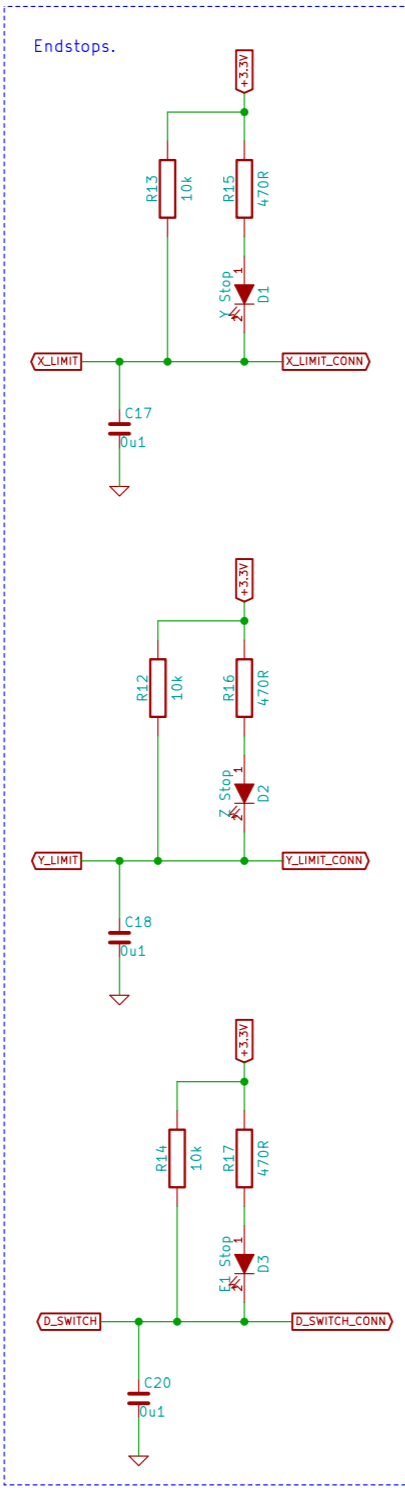 Endstops.
+3.3V
R13
10k
R15
470R
1
Y Stop
D1
2
X_LIMIT
X_LIMIT_CONN
C17
0u1
+3.3V
R12
10k
R16
470R
1
Z Stop
D2
2
Y_LIMIT
Y_LIMIT_CONN
C18
0u1
+3.3V
R14
10k
R17
470R
1
E1 Stop
D3
2
D_SWITCH
D_SWITCH_CONN
C20
0u1